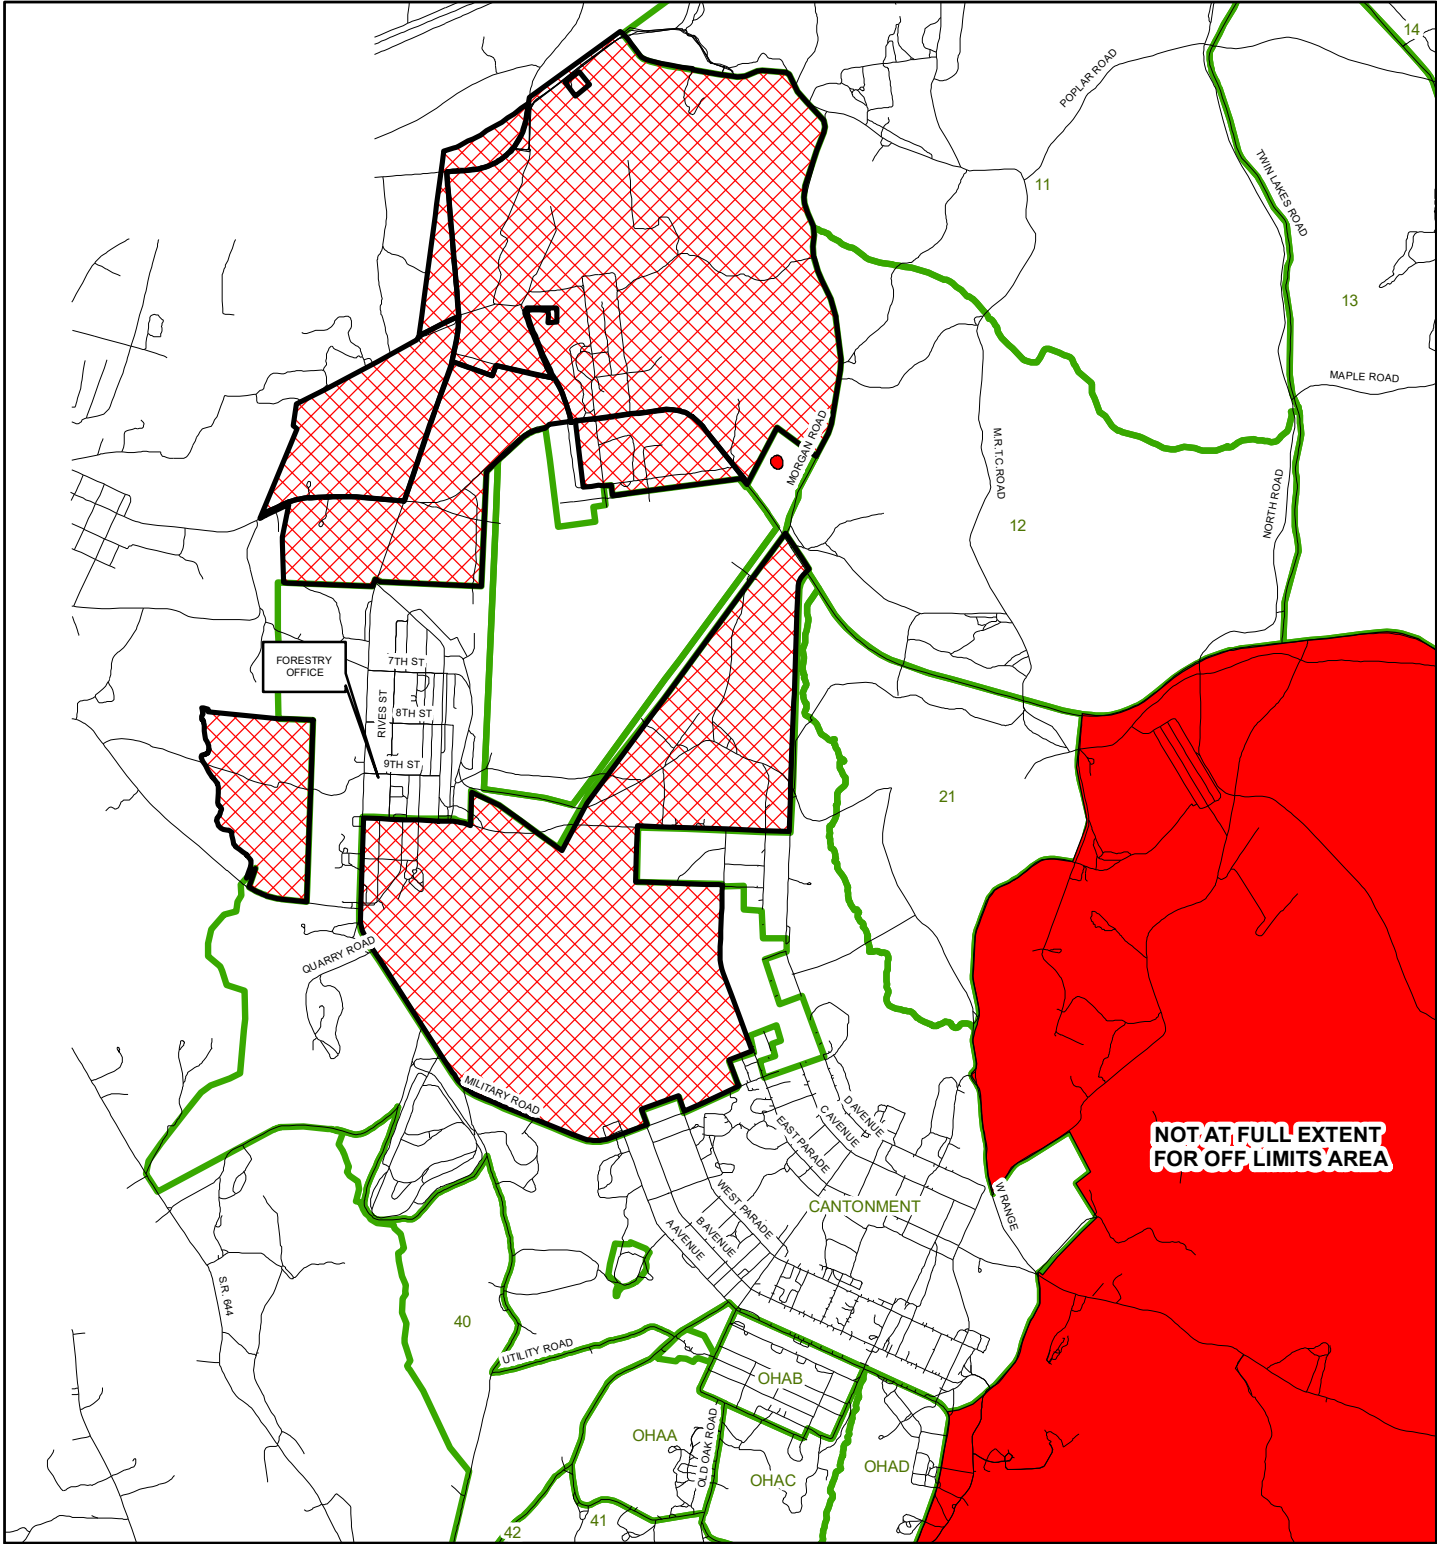 14
POPLAR ROAD
TWIN LAKES ROAD
11
13
MAPLE ROAD
MORGAN ROAD
M.R.T.C.ROAD
NORTH ROAD
12
FORESTRY
OFFICE
7TH ST
RIVES ST
8TH ST
9TH ST
21
QUARRY ROAD
MILITARY ROAD
D AVENUE
C AVENUE
EAST PARADE
NOT AT FULL EXTENT
FOR OFF LIMITS AREA
WEST PARADE
CANTONMENT
W RANGE
B AVENUE
A AVENUE
S.R. 644
40
UTILITY ROAD
OHAB
OHAA
OLD OAK ROAD
OHAC
OHAD
41
42